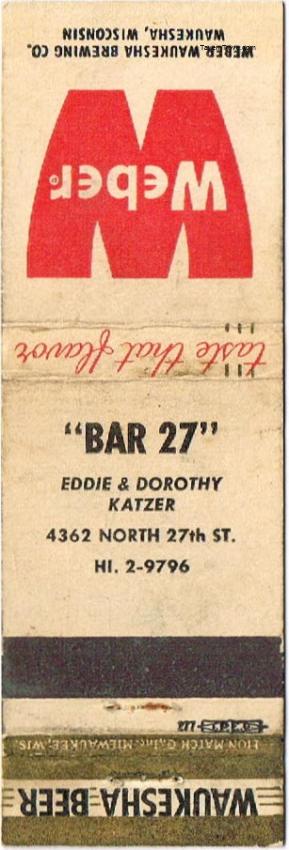 WEBER WAUKESHA BREWING CO.
WAUKESHA, WISCONSIN
Weber®
taste that flavor
"BAR 27"
EDDIE & DOROTHY
KATZER
4362 NORTH 27th ST.
HI. 2-9796
LION MATCH C, Inc. MILWAUKEE, WIS.
WAUKESHA BEER